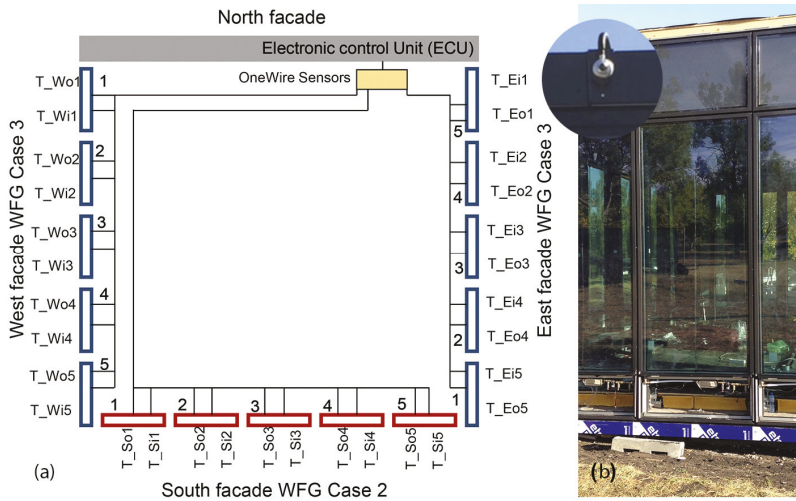 North facade
Electronic control Unit (ECU)
OneWire Sensors
West facade WFG Case 3
T_Wo1
T_Wi1
1
T_Wo2
T_Wi2
2
T_Wo3
T_Wi3
3
T_Wo4
T_Wi4
4
T_Wo5
T_Wi5
5
T_Ei1
T_Eo1
5
T_Ei2
T_Eo2
4
T_Ei3
T_Eo3
3
T_Ei4
T_Eo4
2
T_Ei5
T_Eo5
1
East facade WFG Case 3
1
2
3
4
5
T_So1
T_Si1
T_So2
T_Si2
T_So3
T_Si3
T_So4
T_Si4
T_So5
T_Si5
South facade WFG Case 2
(a)
(b)